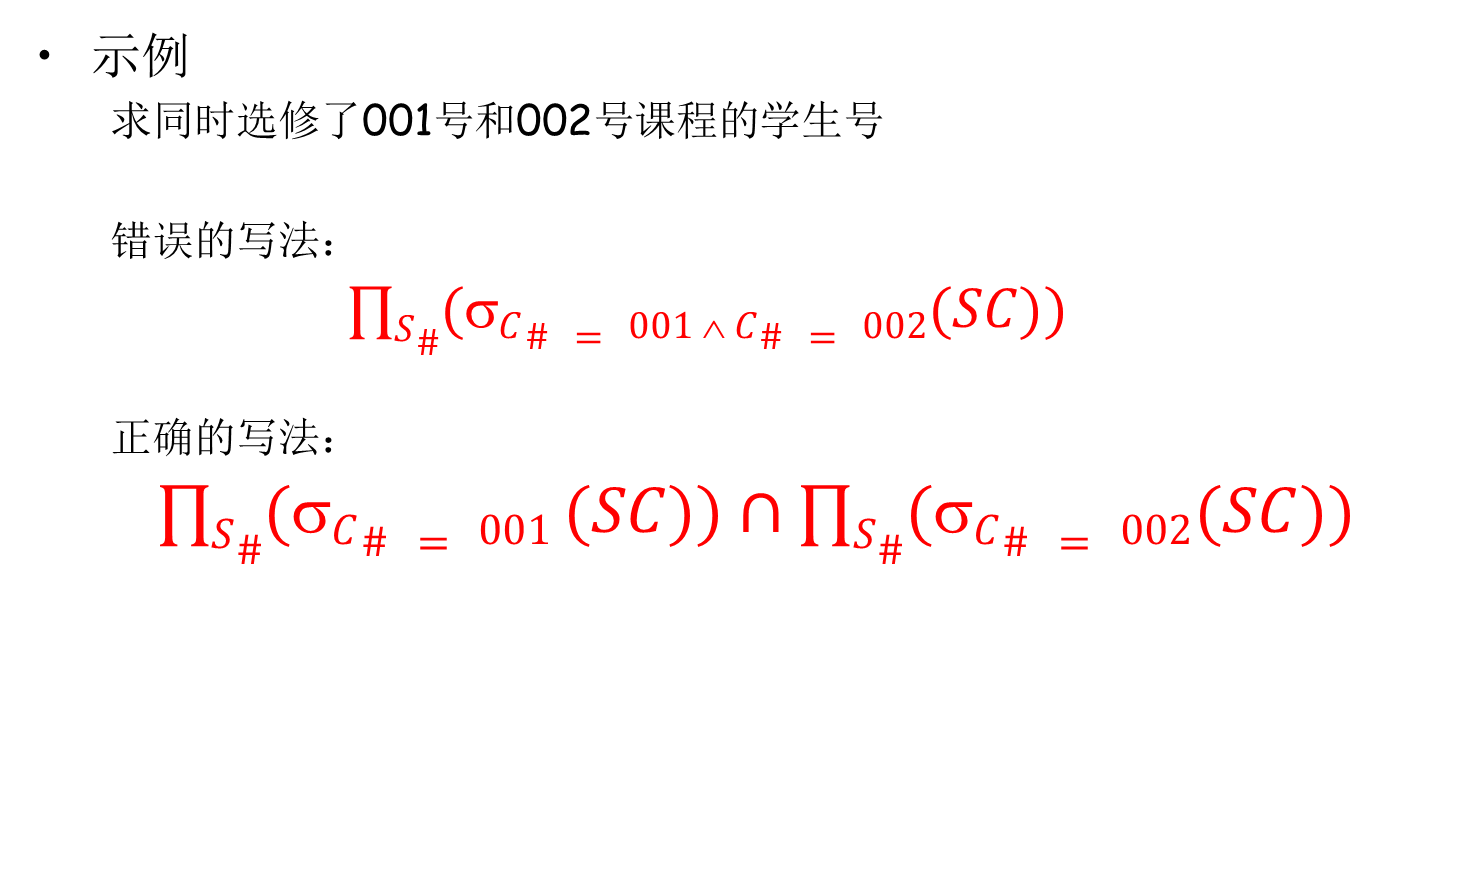 • 示例
求同时选修了001号和002号课程的学生号
错误的写法：
∏S#(σC# = 001 ∧ C# = 002(SC))
正确的写法：
∏S#(σC# = 001 (SC)) ∩ ∏S#(σC# = 002(SC))